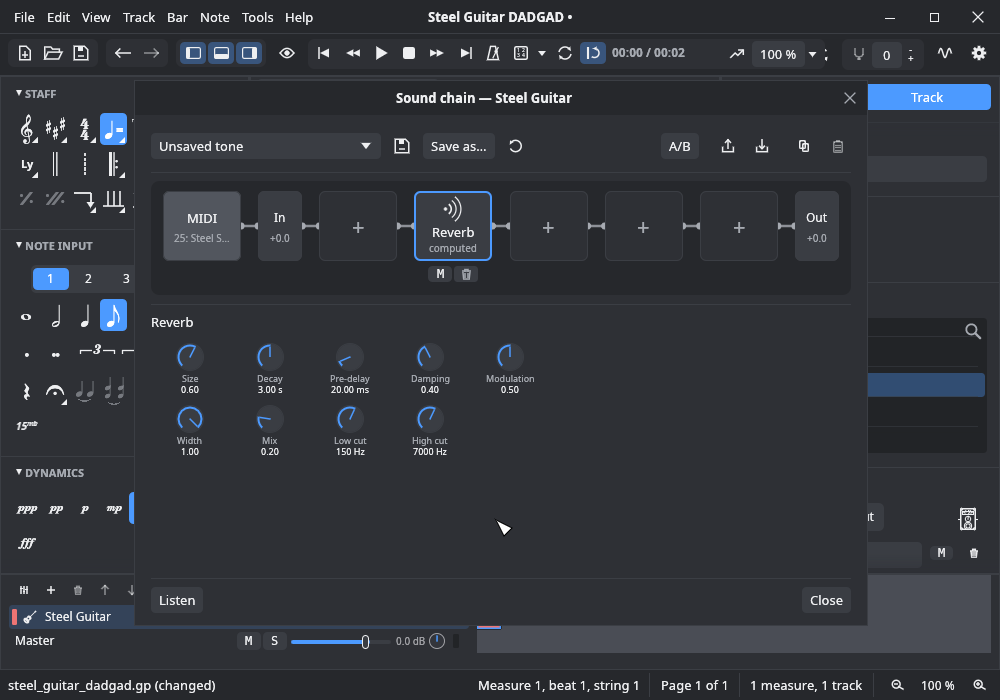 File Edit View Track Bar Note Tools Help
Steel Guitar DADGAD •
00:00 / 00:02
100 %
0
STAFF
Track
Sound chain — Steel Guitar
Unsaved tone
Save as...
A/B
Ly
MIDI
25: Steel S...
In
+0.0
+
Reverb
computed
+
+
+
Out
+0.0
M
NOTE INPUT
1 2 3
Reverb
Size
0.60
Decay
3.00 s
Pre-delay
20.00 ms
Damping
0.40
Modulation
0.50
Width
1.00
Mix
0.20
Low cut
150 Hz
High cut
7000 Hz
3
15mb
DYNAMICS
ppp pp p mp
fff
M
Listen
Close
Steel Guitar
Master
M S
0.0 dB
steel_guitar_dadgad.gp (changed)
Measure 1, beat 1, string 1
Page 1 of 1
1 measure, 1 track
100 %